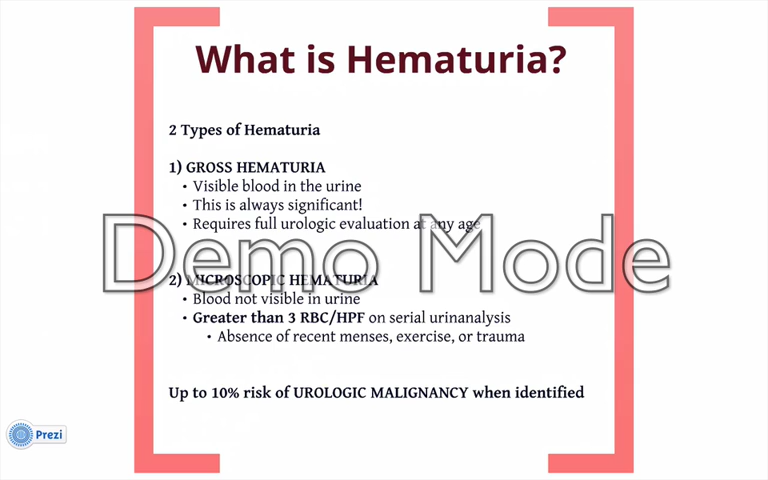 What is Hematuria?
2 Types of Hematuria
1) GROSS HEMATURIA
• Visible blood in the urine
• This is always significant!
• Requires full urologic evaluation at any age
Demo Mode
2) MICROSCOPIC HEMATURIA
• Blood not visible in urine
• Greater than 3 RBC/HPF on serial urinanalysis
• Absence of recent menses, exercise, or trauma
Up to 10% risk of UROLOGIC MALIGNANCY when identified
Prezi